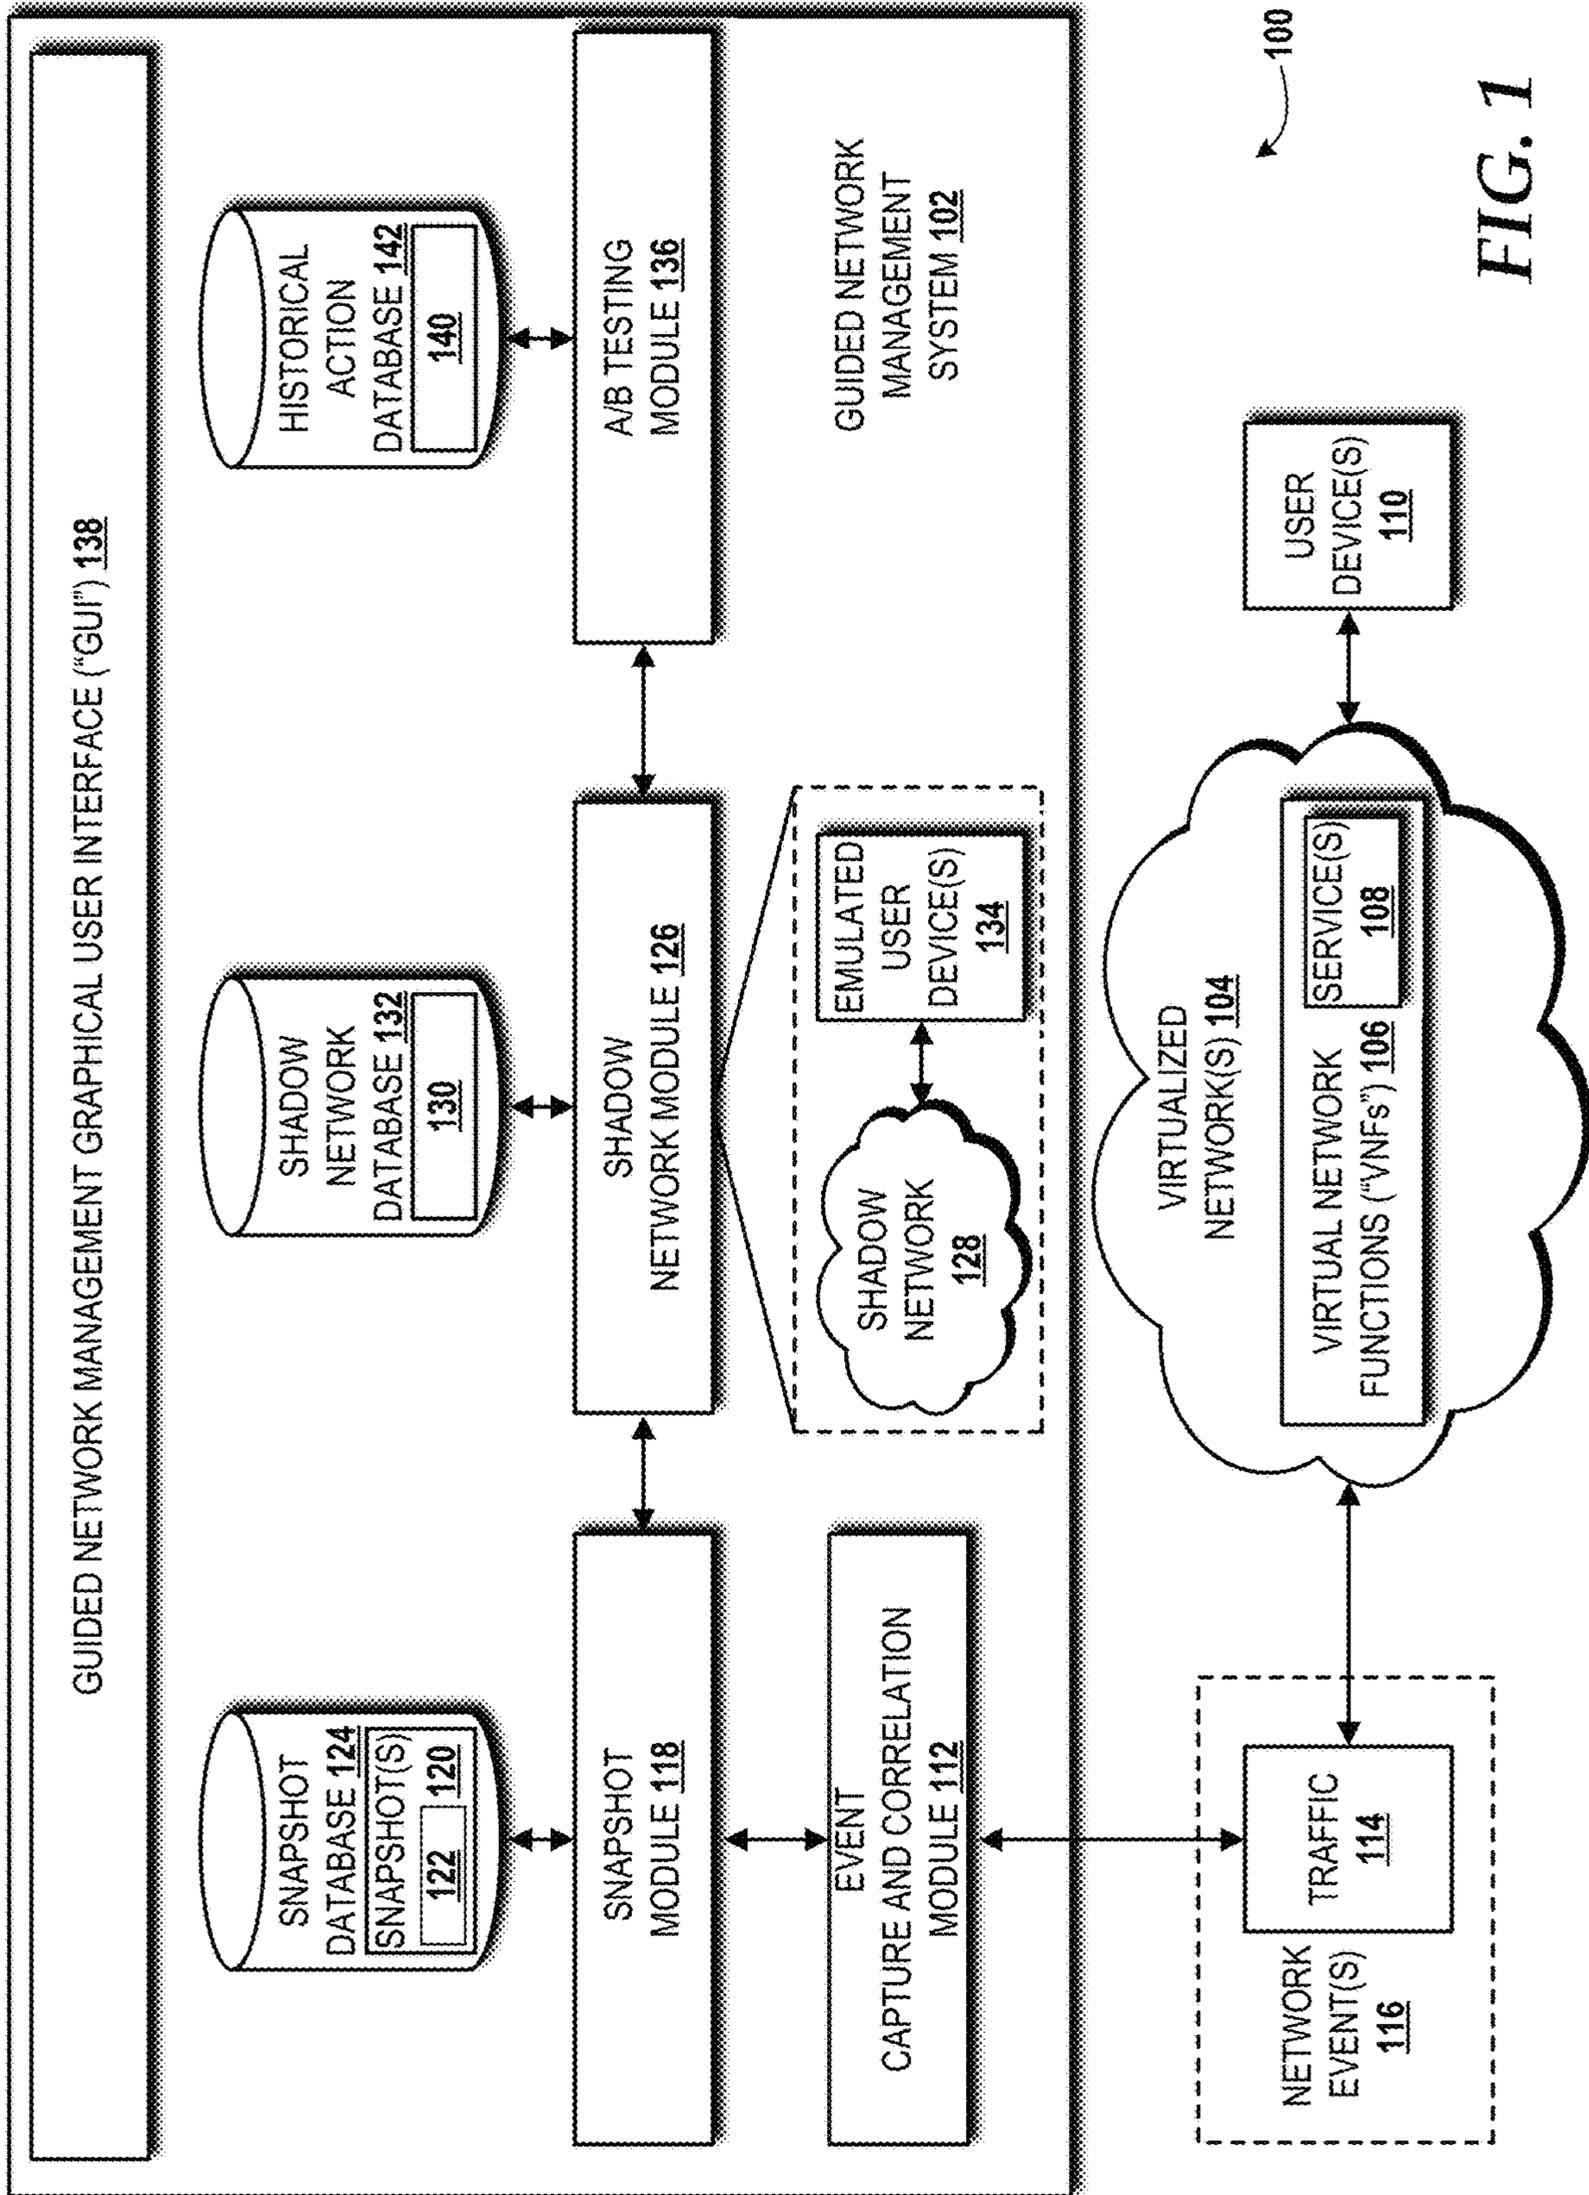 GUIDED NETWORK MANAGEMENT GRAPHICAL USER INTERFACE (“GUI”) 138
SNAPSHOT
DATABASE 124
SNAPSHOT(S)
122 120
SHADOW
NETWORK
DATABASE 132
130
HISTORICAL
ACTION
DATABASE 142
140
SNAPSHOT
MODULE 118
SHADOW
NETWORK MODULE 126
A/B TESTING
MODULE 136
EVENT
CAPTURE AND CORRELATION
MODULE 112
SHADOW
NETWORK
128
EMULATED
USER
DEVICE(S)
134
GUIDED NETWORK
MANAGEMENT
SYSTEM 102
NETWORK
EVENT(S)
116
TRAFFIC
114
VIRTUALIZED
NETWORK(S) 104
VIRTUAL NETWORK
FUNCTIONS (“VNFs”) 106
SERVICE(S)
108
USER
DEVICE(S)
110
100
FIG. 1